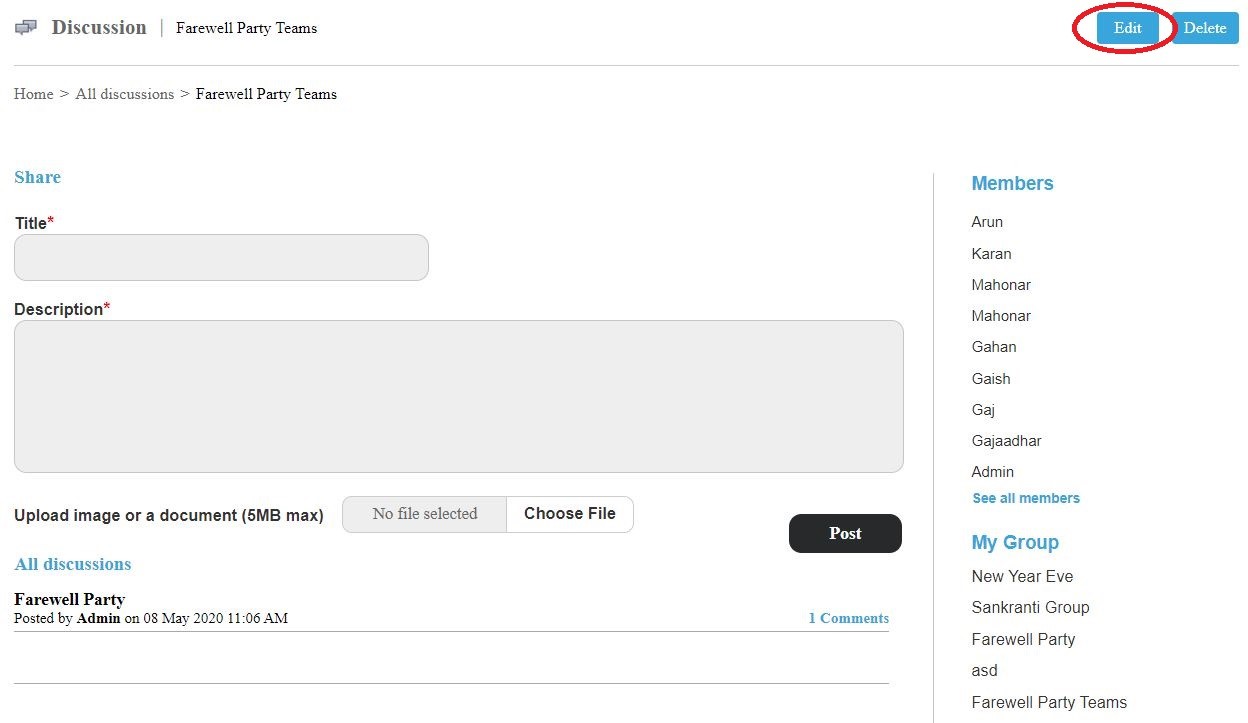 Discussion | Farewell Party Teams
Edit
Delete
Home > All discussions > Farewell Party Teams
Share
Title*
Description*
Upload image or a document (5MB max)
No file selected
Choose File
Post
All discussions
Farewell Party
Posted by Admin on 08 May 2020 11:06 AM
1 Comments
Members
Arun
Karan
Mahonar
Mahonar
Gahan
Gaish
Gaj
Gajaadhar
Admin
See all members
My Group
New Year Eve
Sankranti Group
Farewell Party
asd
Farewell Party Teams